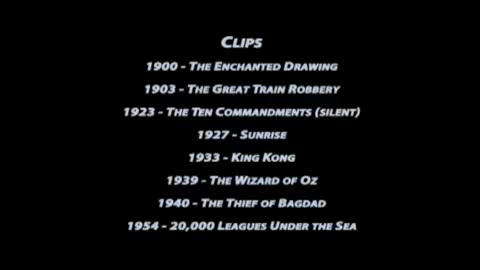 Clips
1900 - The Enchanted Drawing
1903 - The Great Train Robbery
1923 - The Ten Commandments (silent)
1927 - Sunrise
1933 - King Kong
1939 - The Wizard of Oz
1940 - The Thief of Bagdad
1954 - 20,000 Leagues Under the Sea